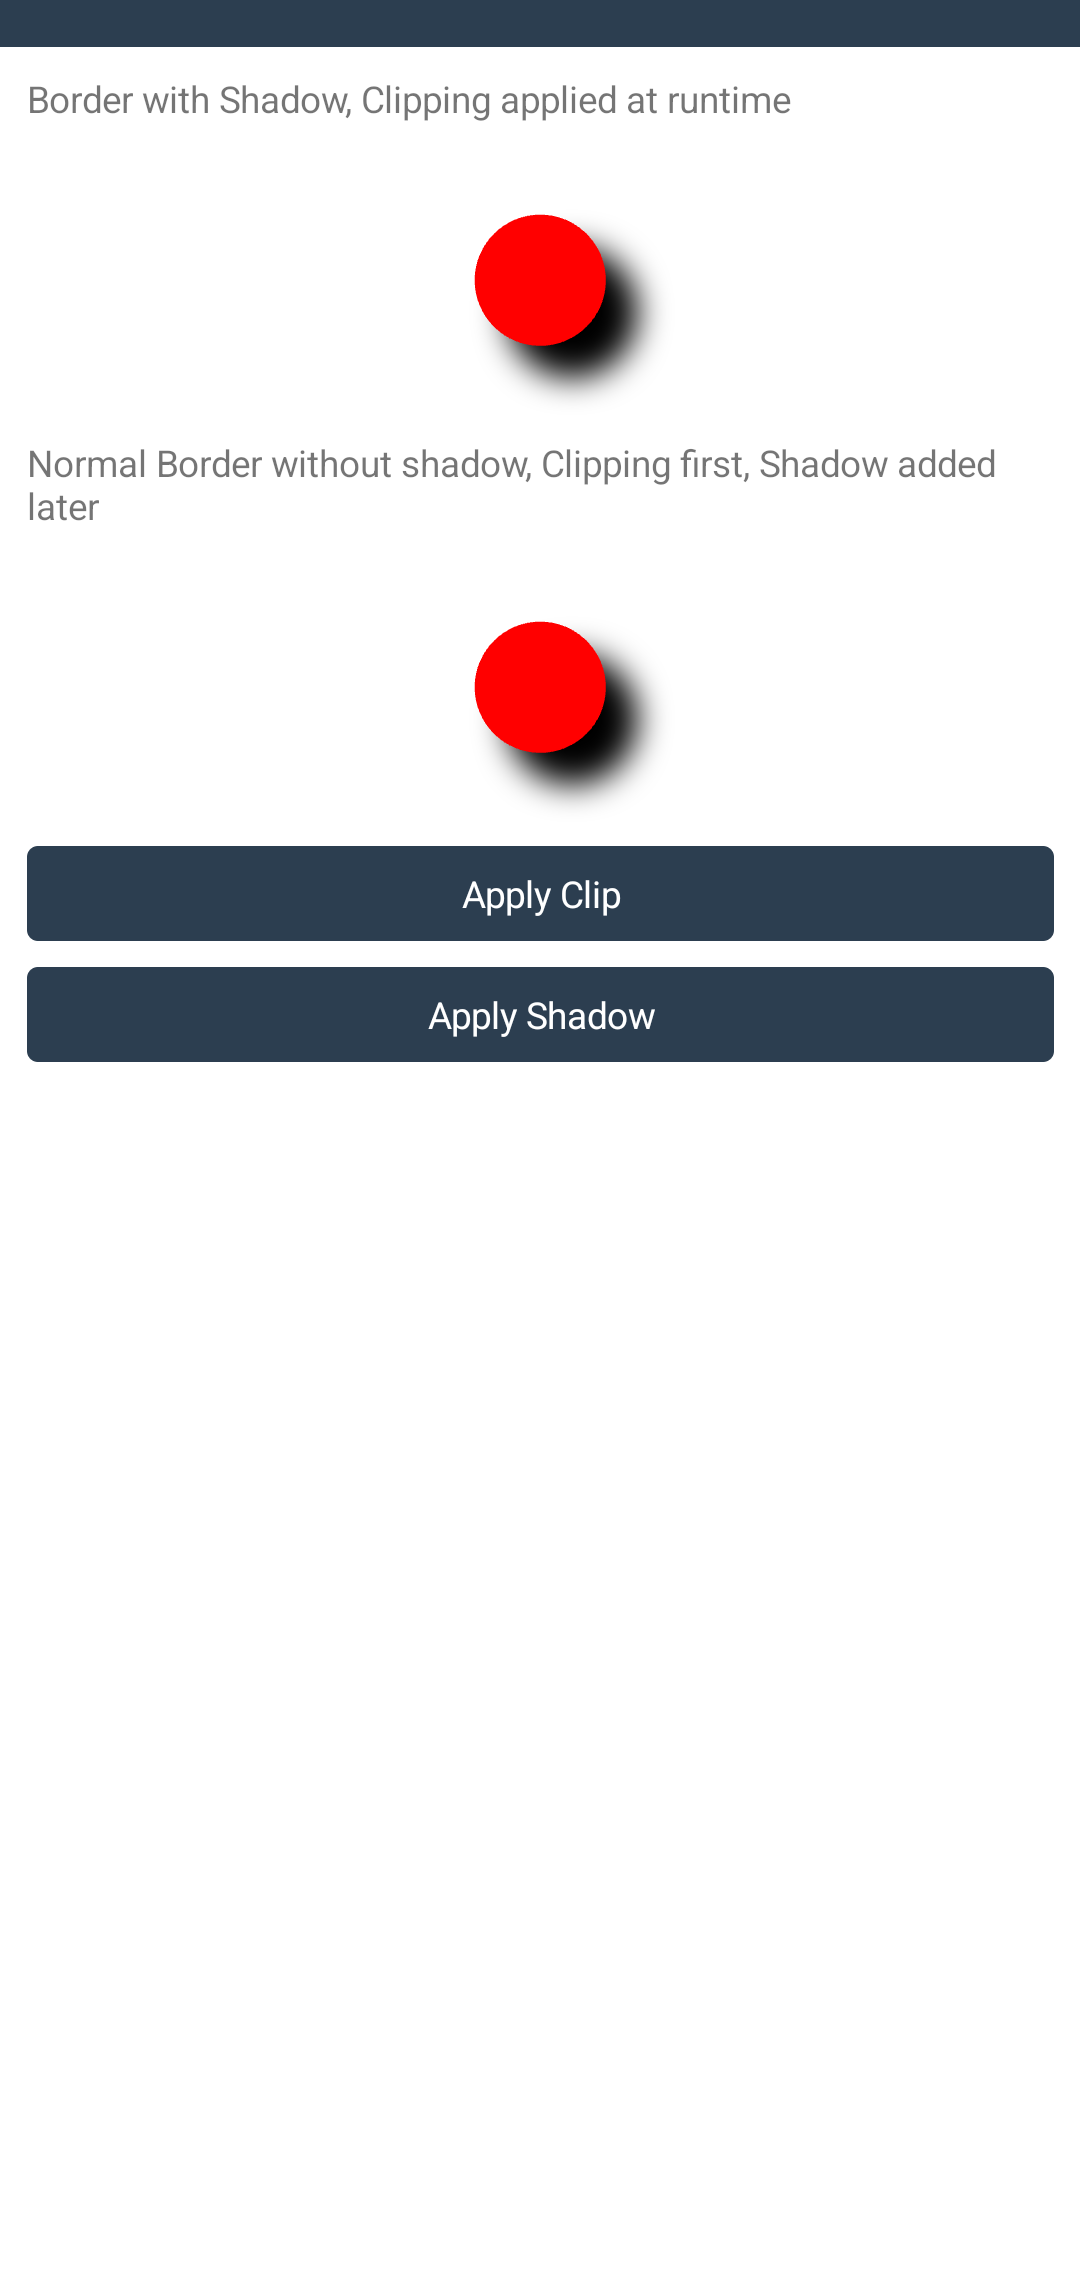 Border with Shadow, Clipping applied at runtime
Normal Border without shadow, Clipping first, Shadow added
later
Apply Clip
Apply Shadow